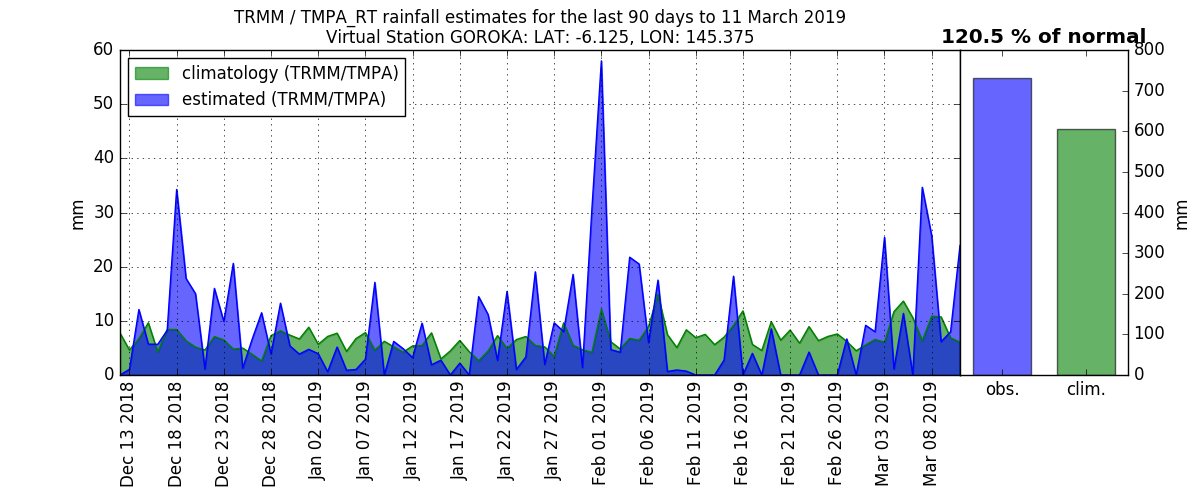 TRMM / TMPA_RT rainfall estimates for the last 90 days to 11 March 2019
Virtual Station GOROKA: LAT: -6.125, LON: 145.375
120.5 % of normal
climatology (TRMM/TMPA)
estimated (TRMM/TMPA)
60
50
40
30
20
10
0
mm
Dec 13 2018
Dec 18 2018
Dec 23 2018
Dec 28 2018
Jan 02 2019
Jan 07 2019
Jan 12 2019
Jan 17 2019
Jan 22 2019
Jan 27 2019
Feb 01 2019
Feb 06 2019
Feb 11 2019
Feb 16 2019
Feb 21 2019
Feb 26 2019
Mar 03 2019
Mar 08 2019
800
700
600
500
400
300
200
100
0
mm
obs.
clim.